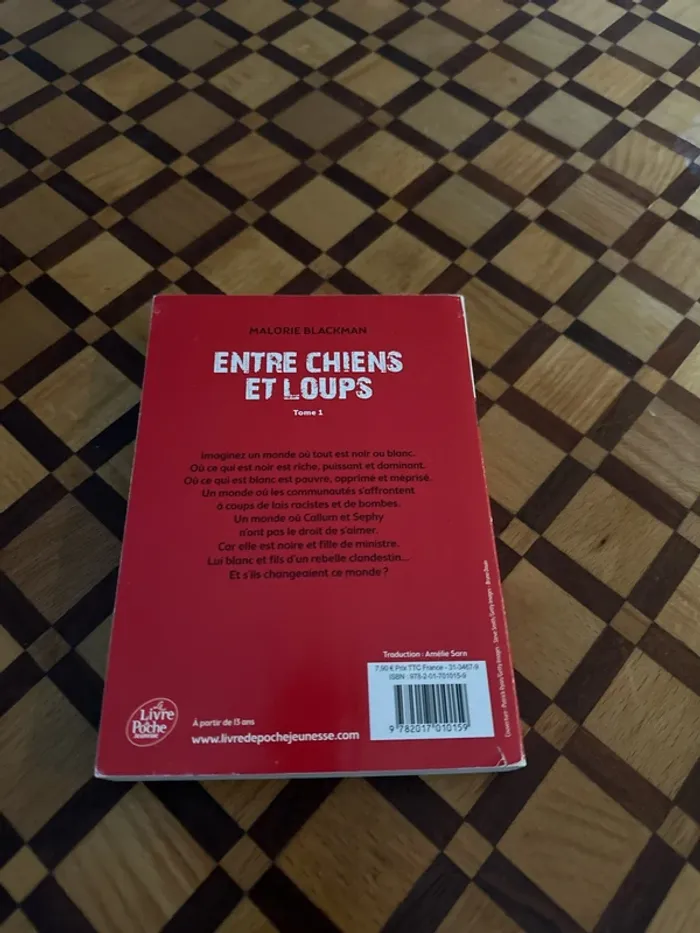 MALORIE BLACKMAN
ENTRE CHIENS
ET LOUPS
Tome 1
Imaginez un monde où tout est noir ou blanc.
Où ce qui est noir est riche, puissant et dominant.
Où ce qui est blanc est pauvre, opprimé et méprisé.
Un monde où les communautés s'affrontent
à coups de lois racistes et de bombes.
Un monde où Callum et Sephy
n'ont pas le droit de s'aimer.
Car elle est noire et fille de ministre.
Lui blanc et fils d'un rebelle clandestin...
Et s'ils changeaient ce monde ?
Traduction : Amélie Sarn
7,90 € Prix TTC France - 31-0467-9
ISBN : 978-2-01-701015-9
9 782017 010159
le
Livre
de
Poche
JEUNESSE
À partir de 13 ans
www.livredepochejeunesse.com